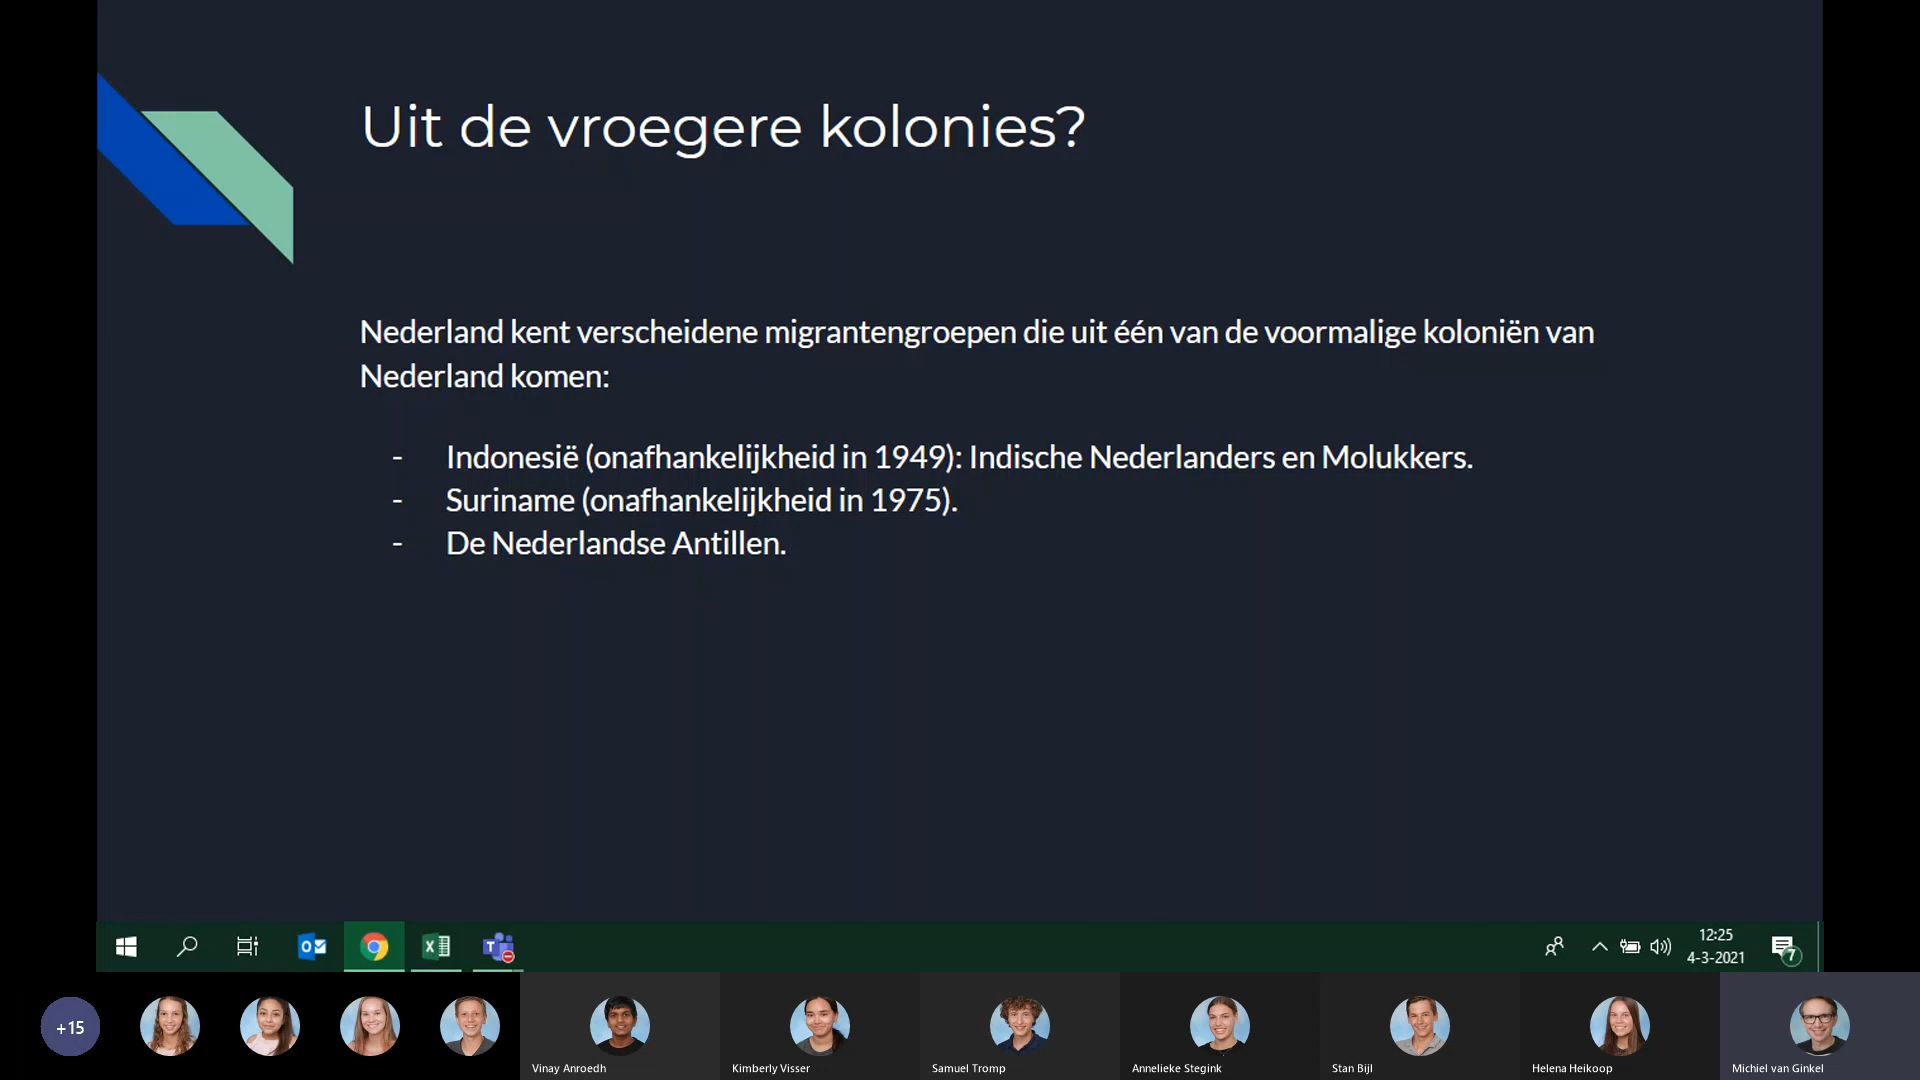 Uit de vroegere kolonies?
Nederland kent verscheidene migrantengroepen die uit één van de voormalige koloniën van
Nederland komen:
- Indonesië (onafhankelijkheid in 1949): Indische Nederlanders en Molukkers.
- Suriname (onafhankelijkheid in 1975).
- De Nederlandse Antillen.
12:25
4-3-2021
7
+15
Vinay Anroedh
Kimberly Visser
Samuel Tromp
Annelieke Stegink
Stan Bijl
Helena Heikoop
Michiel van Ginkel